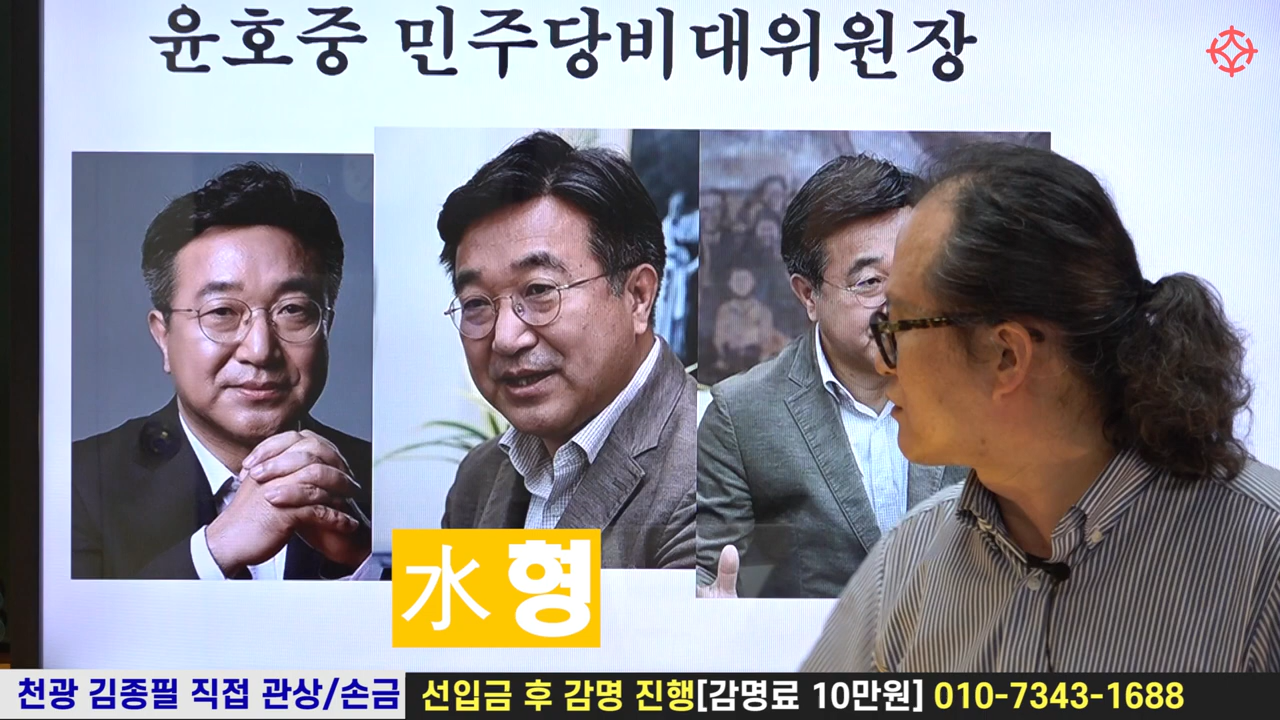 윤호중 민주당비대위원장
水형
천광 김종필 직접 관상/손금 선입금 후 감명 진행[감명료 10만원] 010-7343-1688